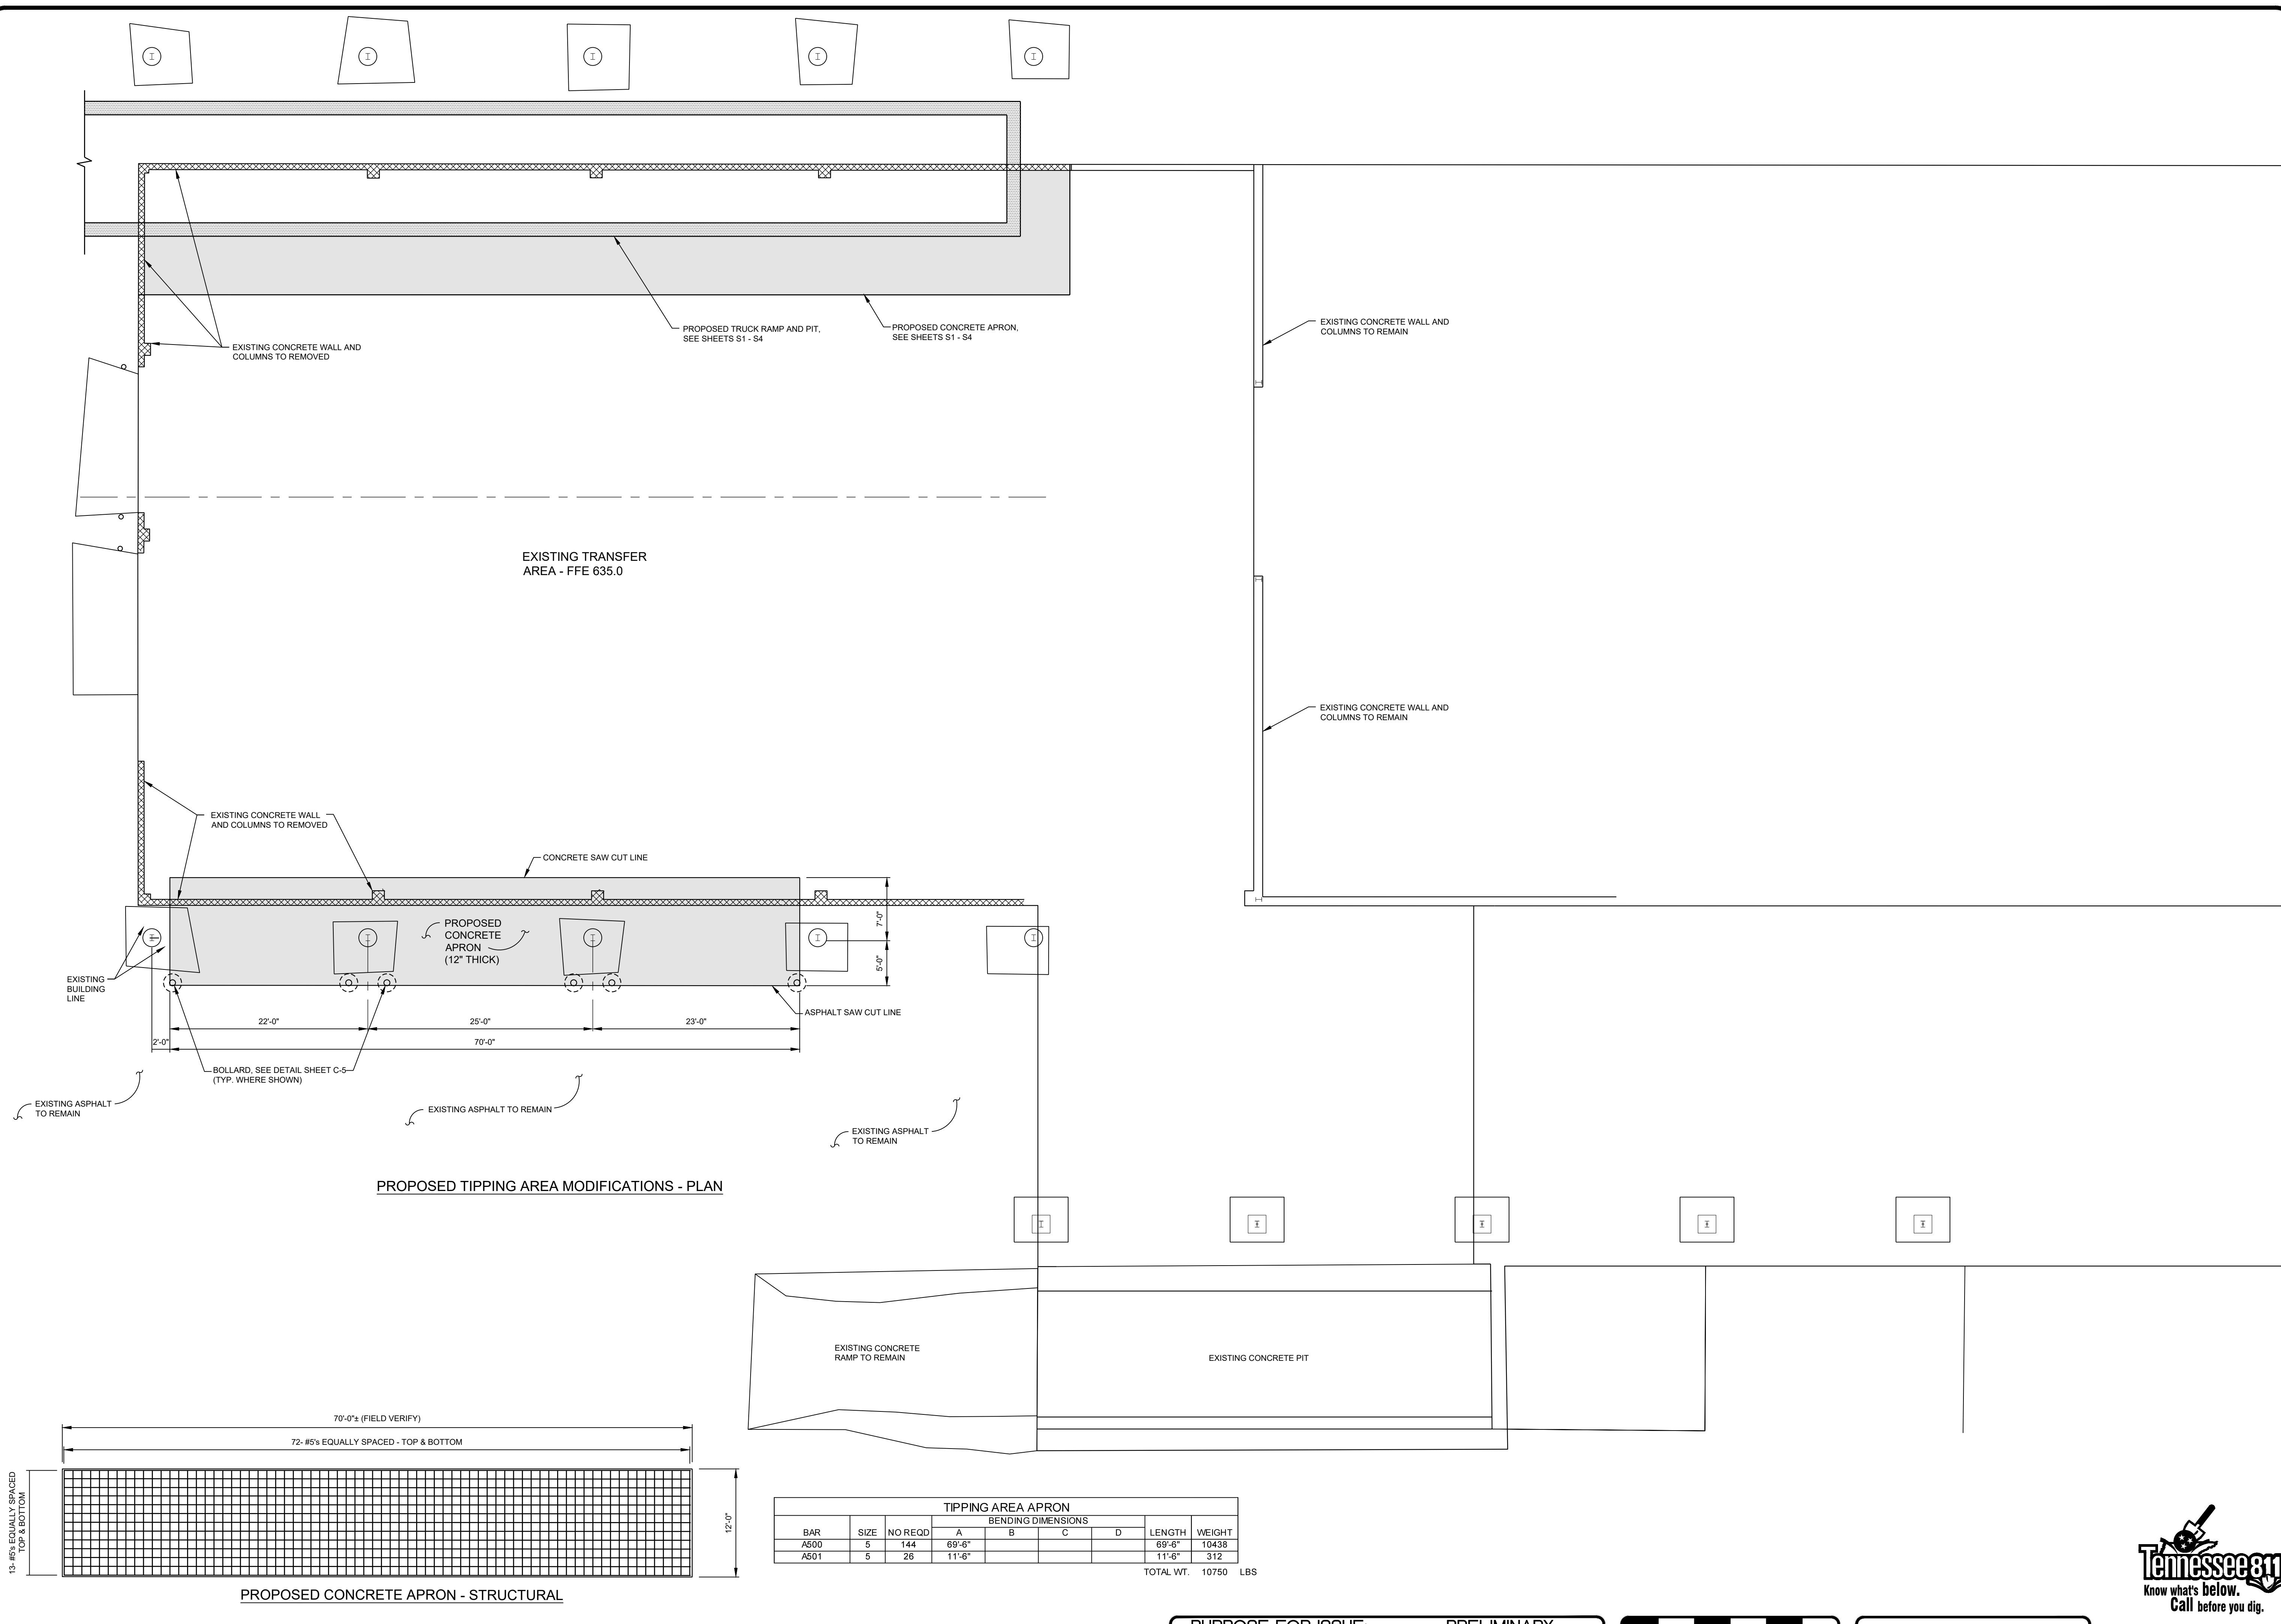 PROPOSED TRUCK RAMP AND PIT,
SEE SHEETS S1 - S4
PROPOSED CONCRETE APRON,
SEE SHEETS S1 - S4
EXISTING CONCRETE WALL AND
COLUMNS TO REMAIN
EXISTING CONCRETE WALL AND
COLUMNS TO REMOVED
EXISTING TRANSFER
AREA - FFE 635.0
EXISTING CONCRETE WALL AND
COLUMNS TO REMAIN
EXISTING CONCRETE WALL
AND COLUMNS TO REMOVED
CONCRETE SAW CUT LINE
PROPOSED
CONCRETE
APRON
(12" THICK)
7'-0"
5'-0"
EXISTING
BUILDING
LINE
ASPHALT SAW CUT LINE
22'-0"
25'-0"
23'-0"
2'-0"
70'-0"
BOLLARD, SEE DETAIL SHEET C-5
(TYP. WHERE SHOWN)
EXISTING ASPHALT
TO REMAIN
EXISTING ASPHALT TO REMAIN
EXISTING ASPHALT
TO REMAIN
PROPOSED TIPPING AREA MODIFICATIONS - PLAN
EXISTING CONCRETE
RAMP TO REMAIN
EXISTING CONCRETE PIT
70'-0"± (FIELD VERIFY)
72- #5's EQUALLY SPACED - TOP & BOTTOM
13- #5's EQUALLY SPACED
TOP & BOTTOM
12'-0"
PROPOSED CONCRETE APRON - STRUCTURAL
TIPPING AREA APRON
BENDING DIMENSIONS
BAR SIZE NO REQD A B C D LENGTH WEIGHT
A500 5 144 69'-6" 69'-6" 10438
A501 5 26 11'-6" 11'-6" 312
TOTAL WT. 10750 LBS
Tennessee811
Know what's below.
Call before you dig.
PURPOSE FOR ISSUE PRELIMINARY